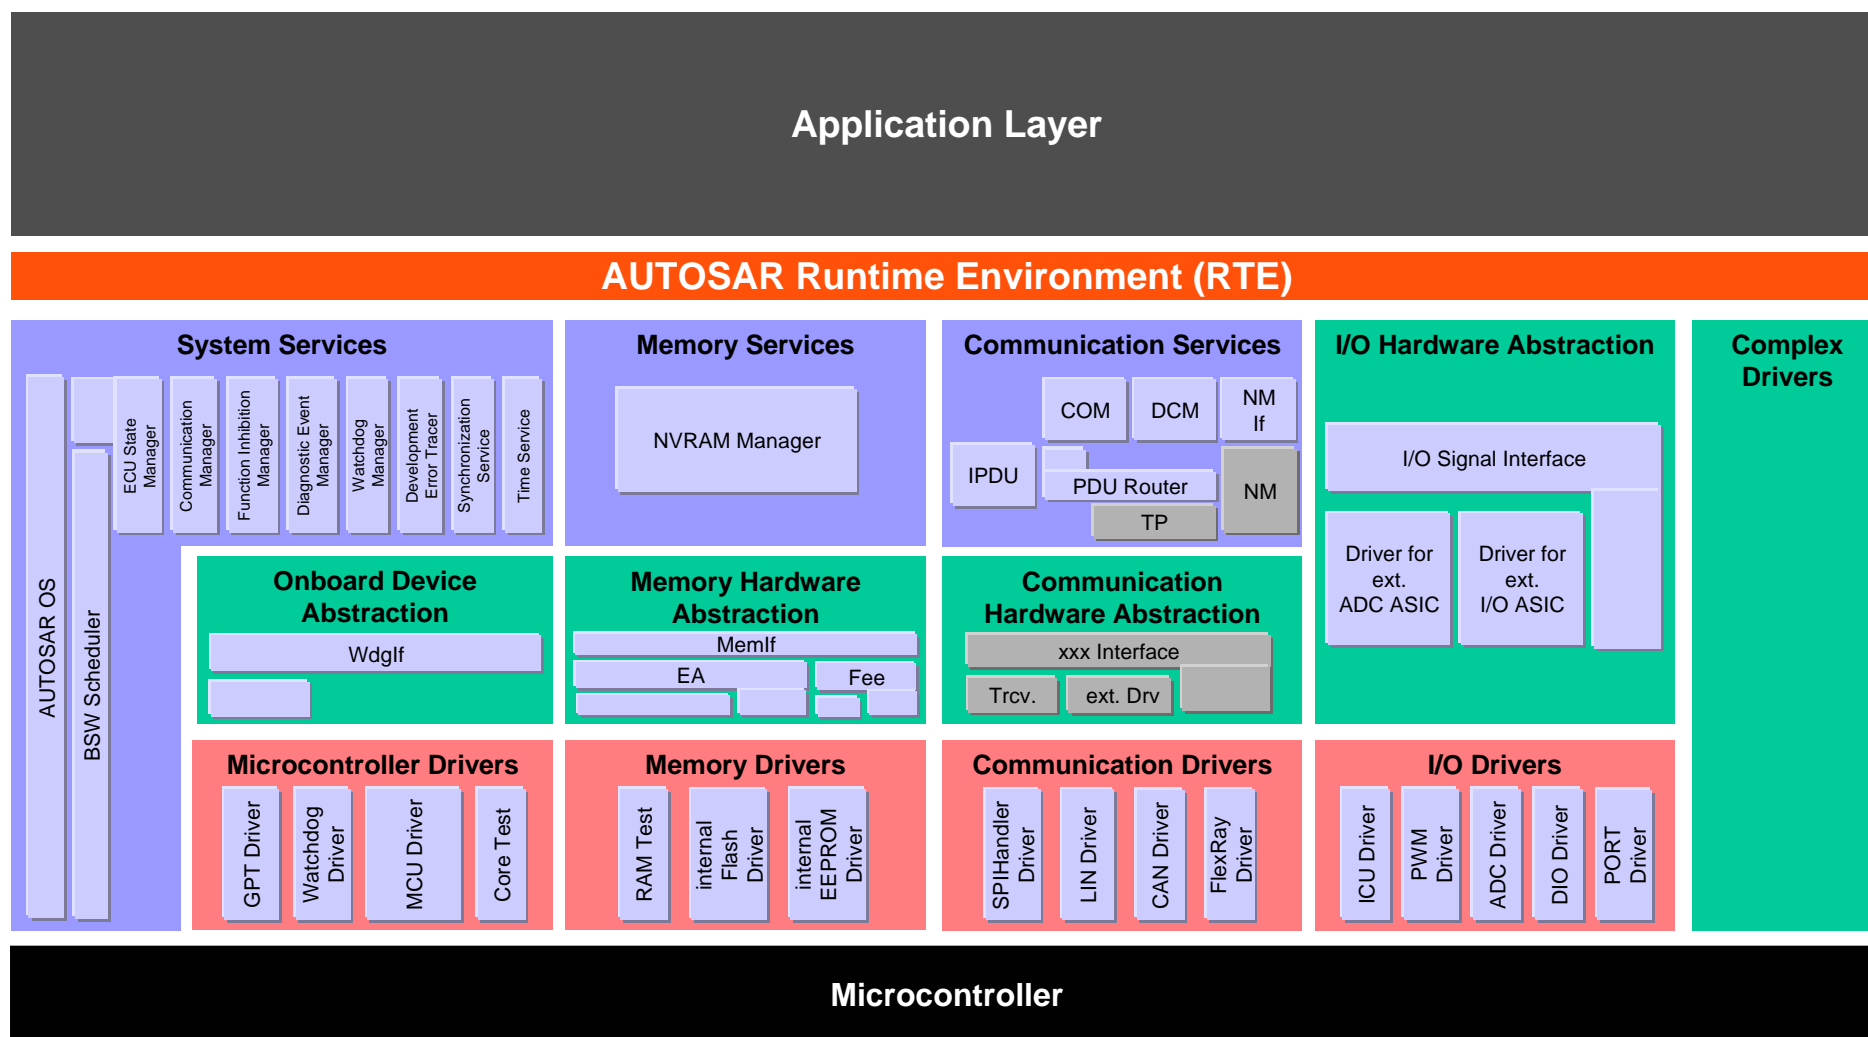 Application Layer
AUTOSAR Runtime Environment (RTE)
System Services
AUTOSAR OS
BSW Scheduler
ECU State
Manager
Communication
Manager
Function Inhibition
Manager
Diagnostic Event
Manager
Watchdog
Manager
Development
Error Tracer
Synchronization
Service
Time Service
Memory Services
NVRAM Manager
Communication Services
COM
DCM
NM
If
IPDU
PDU Router
TP
NM
I/O Hardware Abstraction
I/O Signal Interface
Driver for
ext.
ADC ASIC
Driver for
ext.
I/O ASIC
Complex
Drivers
Onboard Device
Abstraction
WdgIf
Memory Hardware
Abstraction
MemIf
EA
Fee
Communication
Hardware Abstraction
xxx Interface
Trcv.
ext. Drv
Microcontroller Drivers
GPT Driver
Watchdog
Driver
MCU Driver
Core Test
Memory Drivers
RAM Test
internal
Flash
Driver
internal
EEPROM
Driver
Communication Drivers
SPIHandler
Driver
LIN Driver
CAN Driver
FlexRay
Driver
I/O Drivers
ICU Driver
PWM
Driver
ADC Driver
DIO Driver
PORT
Driver
Microcontroller